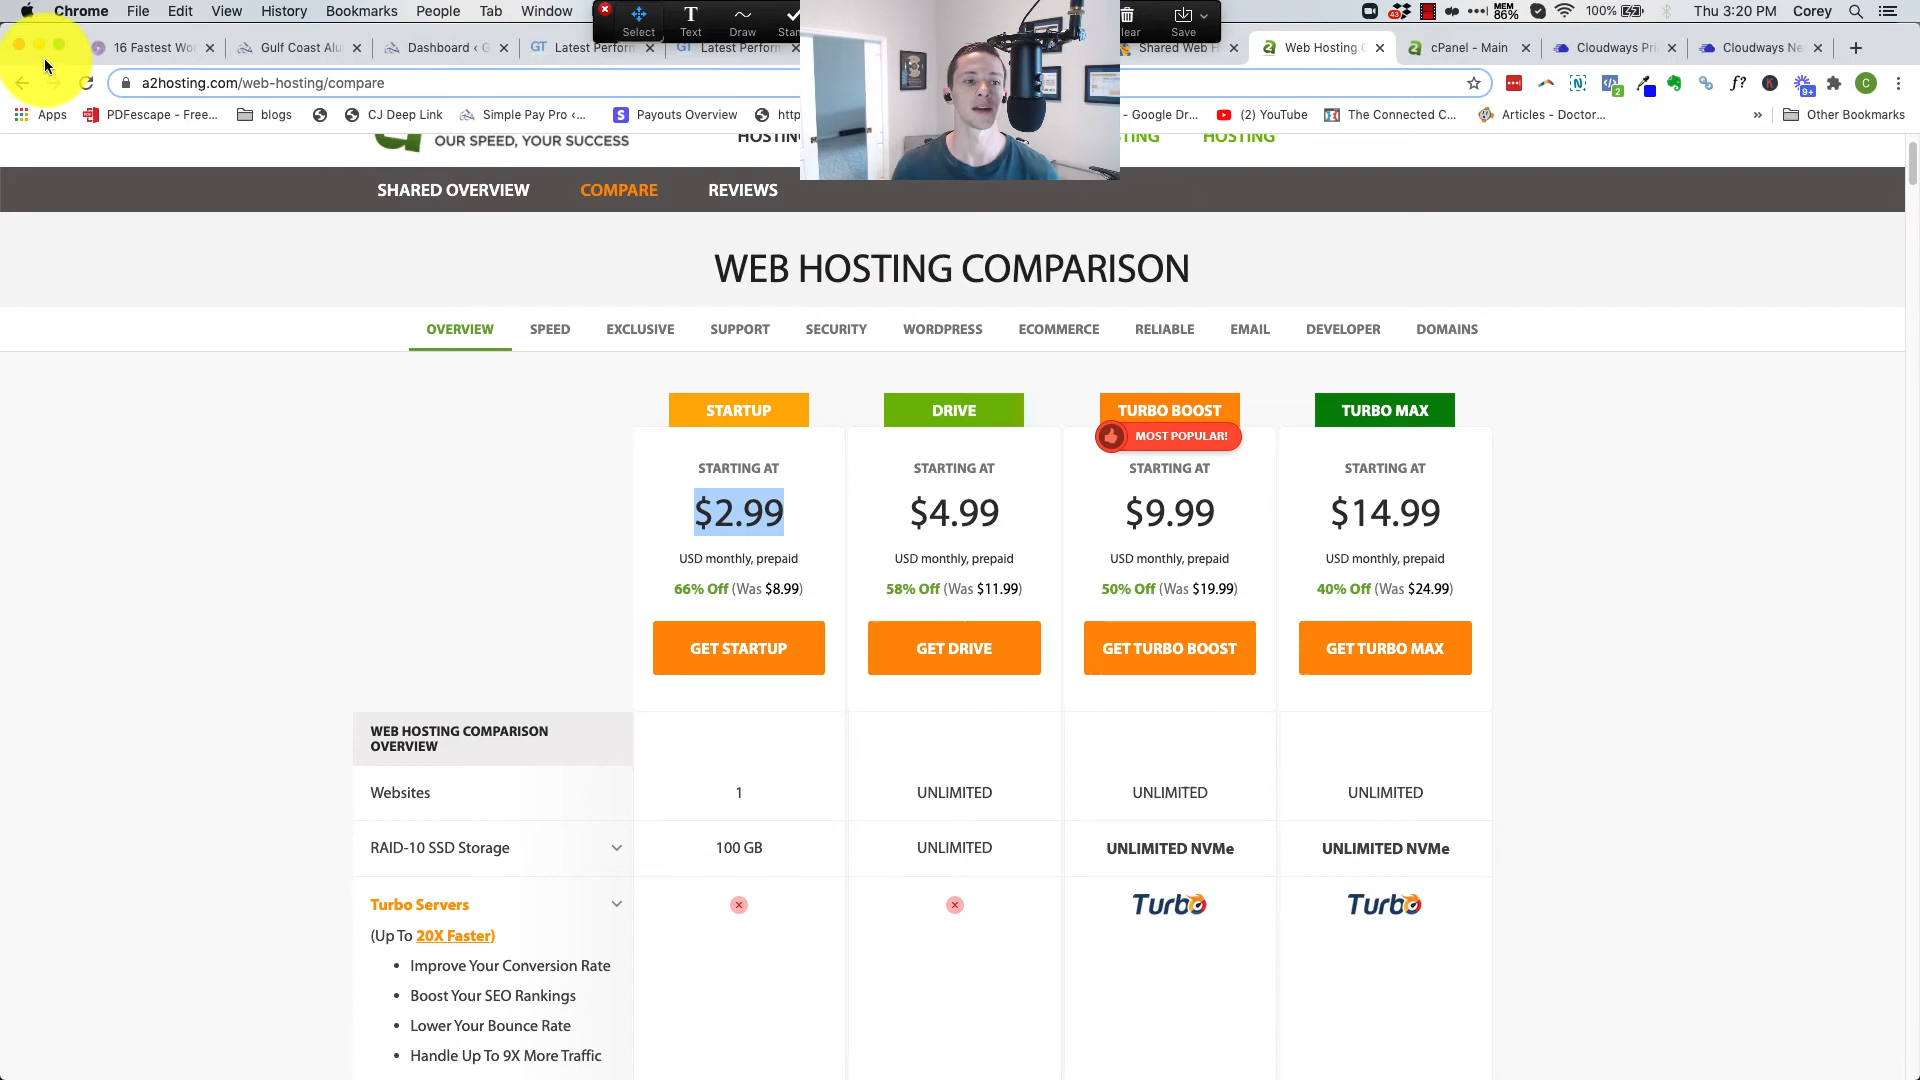 Chrome File Edit View History Bookmarks People Tab Window
Select Text Draw
Save
MEM 86% 100% Thu 3:20 PM Corey
16 Fastest Wo
Gulf Coast Alu
Dashboard ‹ G
GT Latest Perform
GT Latest Perform
Shared Web H
Web Hosting C
cPanel - Main
Cloudways Pri
Cloudways Ne
a2hosting.com/web-hosting/compare
Apps PDFescape - Free... blogs CJ Deep Link Simple Pay Pro ‹... Payouts Overview http
- Google Dr... (2) YouTube The Connected C... Articles - Doctor... » Other Bookmarks
OUR SPEED, YOUR SUCCESS
HOSTING
SHARED OVERVIEW COMPARE REVIEWS
WEB HOSTING COMPARISON
OVERVIEW SPEED EXCLUSIVE SUPPORT SECURITY WORDPRESS ECOMMERCE RELIABLE EMAIL DEVELOPER DOMAINS
STARTUP DRIVE TURBO BOOST TURBO MAX
MOST POPULAR!
STARTING AT STARTING AT STARTING AT STARTING AT
$2.99 $4.99 $9.99 $14.99
USD monthly, prepaid USD monthly, prepaid USD monthly, prepaid USD monthly, prepaid
66% Off (Was $8.99) 58% Off (Was $11.99) 50% Off (Was $19.99) 40% Off (Was $24.99)
GET STARTUP GET DRIVE GET TURBO BOOST GET TURBO MAX
WEB HOSTING COMPARISON
OVERVIEW
Websites 1 UNLIMITED UNLIMITED UNLIMITED
RAID-10 SSD Storage 100 GB UNLIMITED UNLIMITED NVMe UNLIMITED NVMe
Turbo Servers Turbo Turbo
(Up To 20X Faster)
• Improve Your Conversion Rate
• Boost Your SEO Rankings
• Lower Your Bounce Rate
• Handle Up To 9X More Traffic